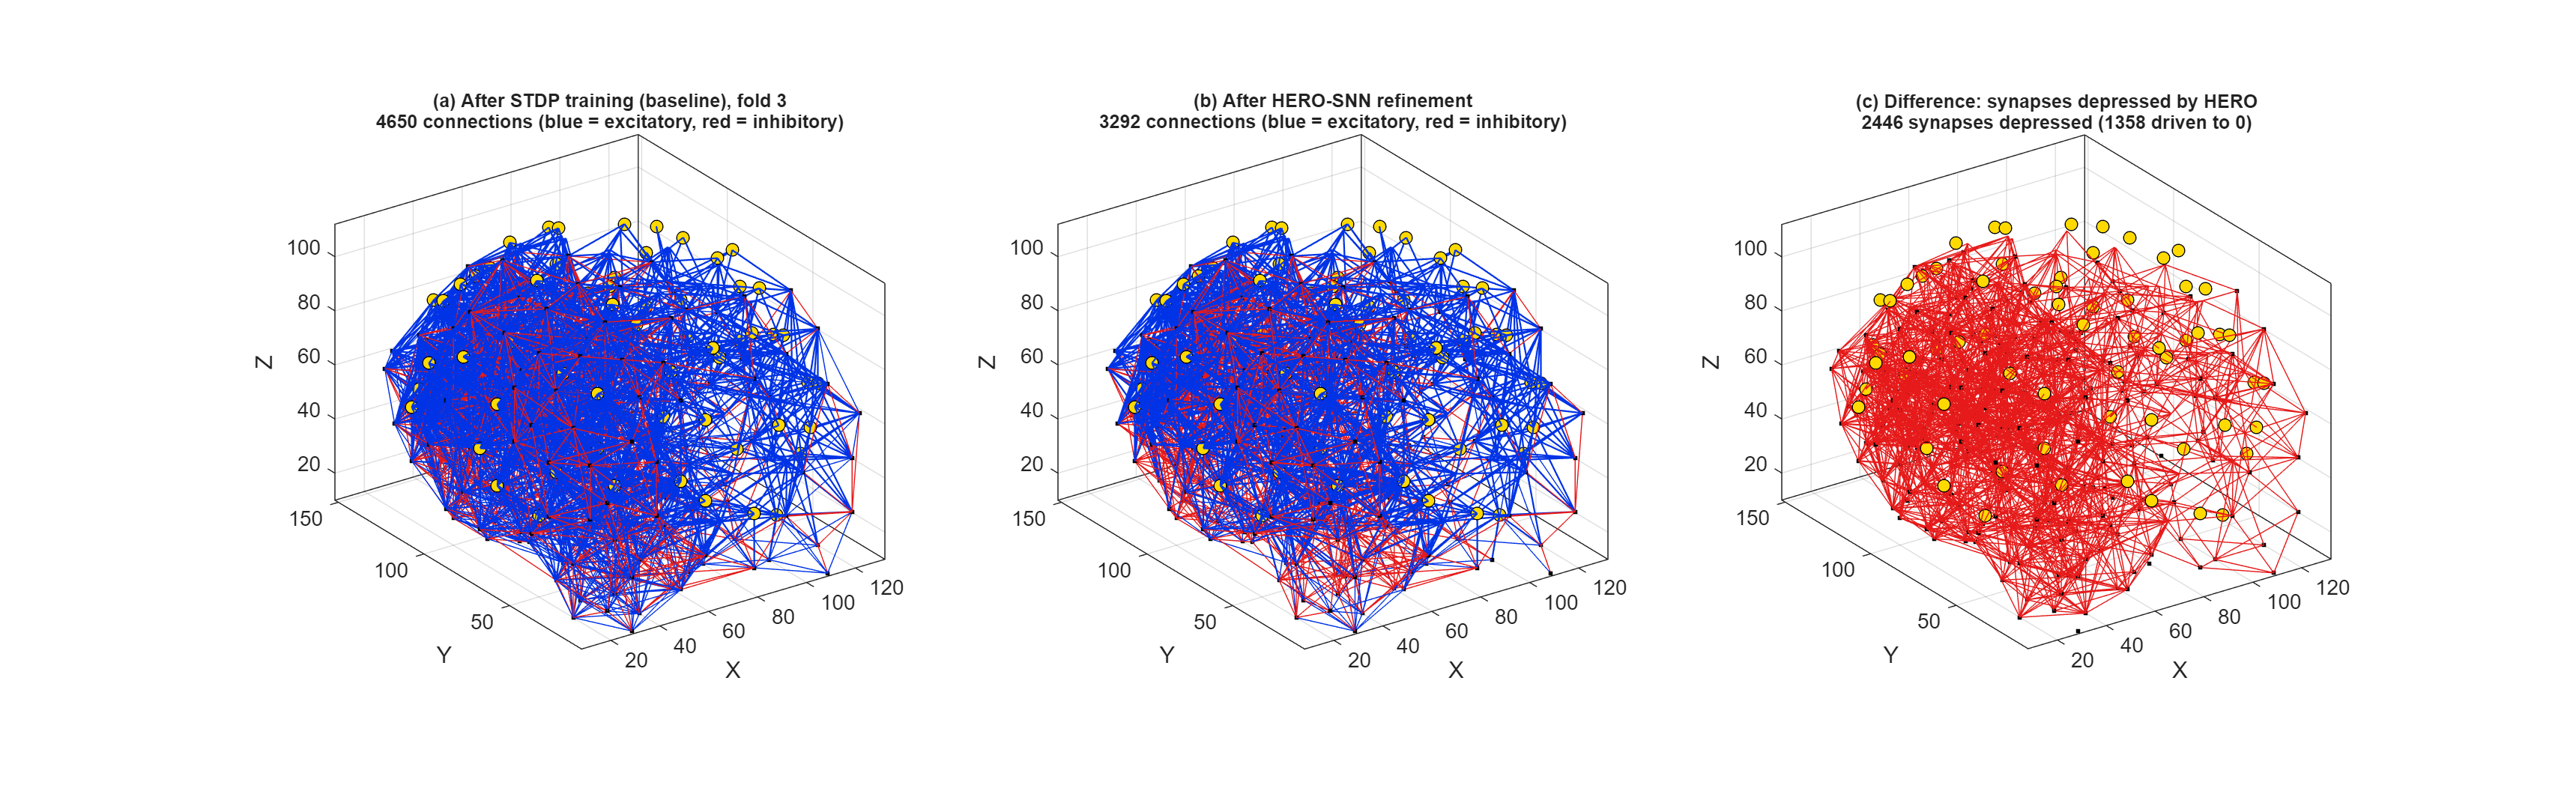 (a) After STDP training (baseline), fold 3
4650 connections (blue = excitatory, red = inhibitory)
100
80
60
40
20
Z
150
100
50
Y
20
40
60
80
100
120
X
(b) After HERO-SNN refinement
3292 connections (blue = excitatory, red = inhibitory)
100
80
60
40
20
Z
150
100
50
Y
20
40
60
80
100
120
X
(c) Difference: synapses depressed by HERO
2446 synapses depressed (1358 driven to 0)
100
80
60
40
20
Z
150
100
50
Y
20
40
60
80
100
120
X